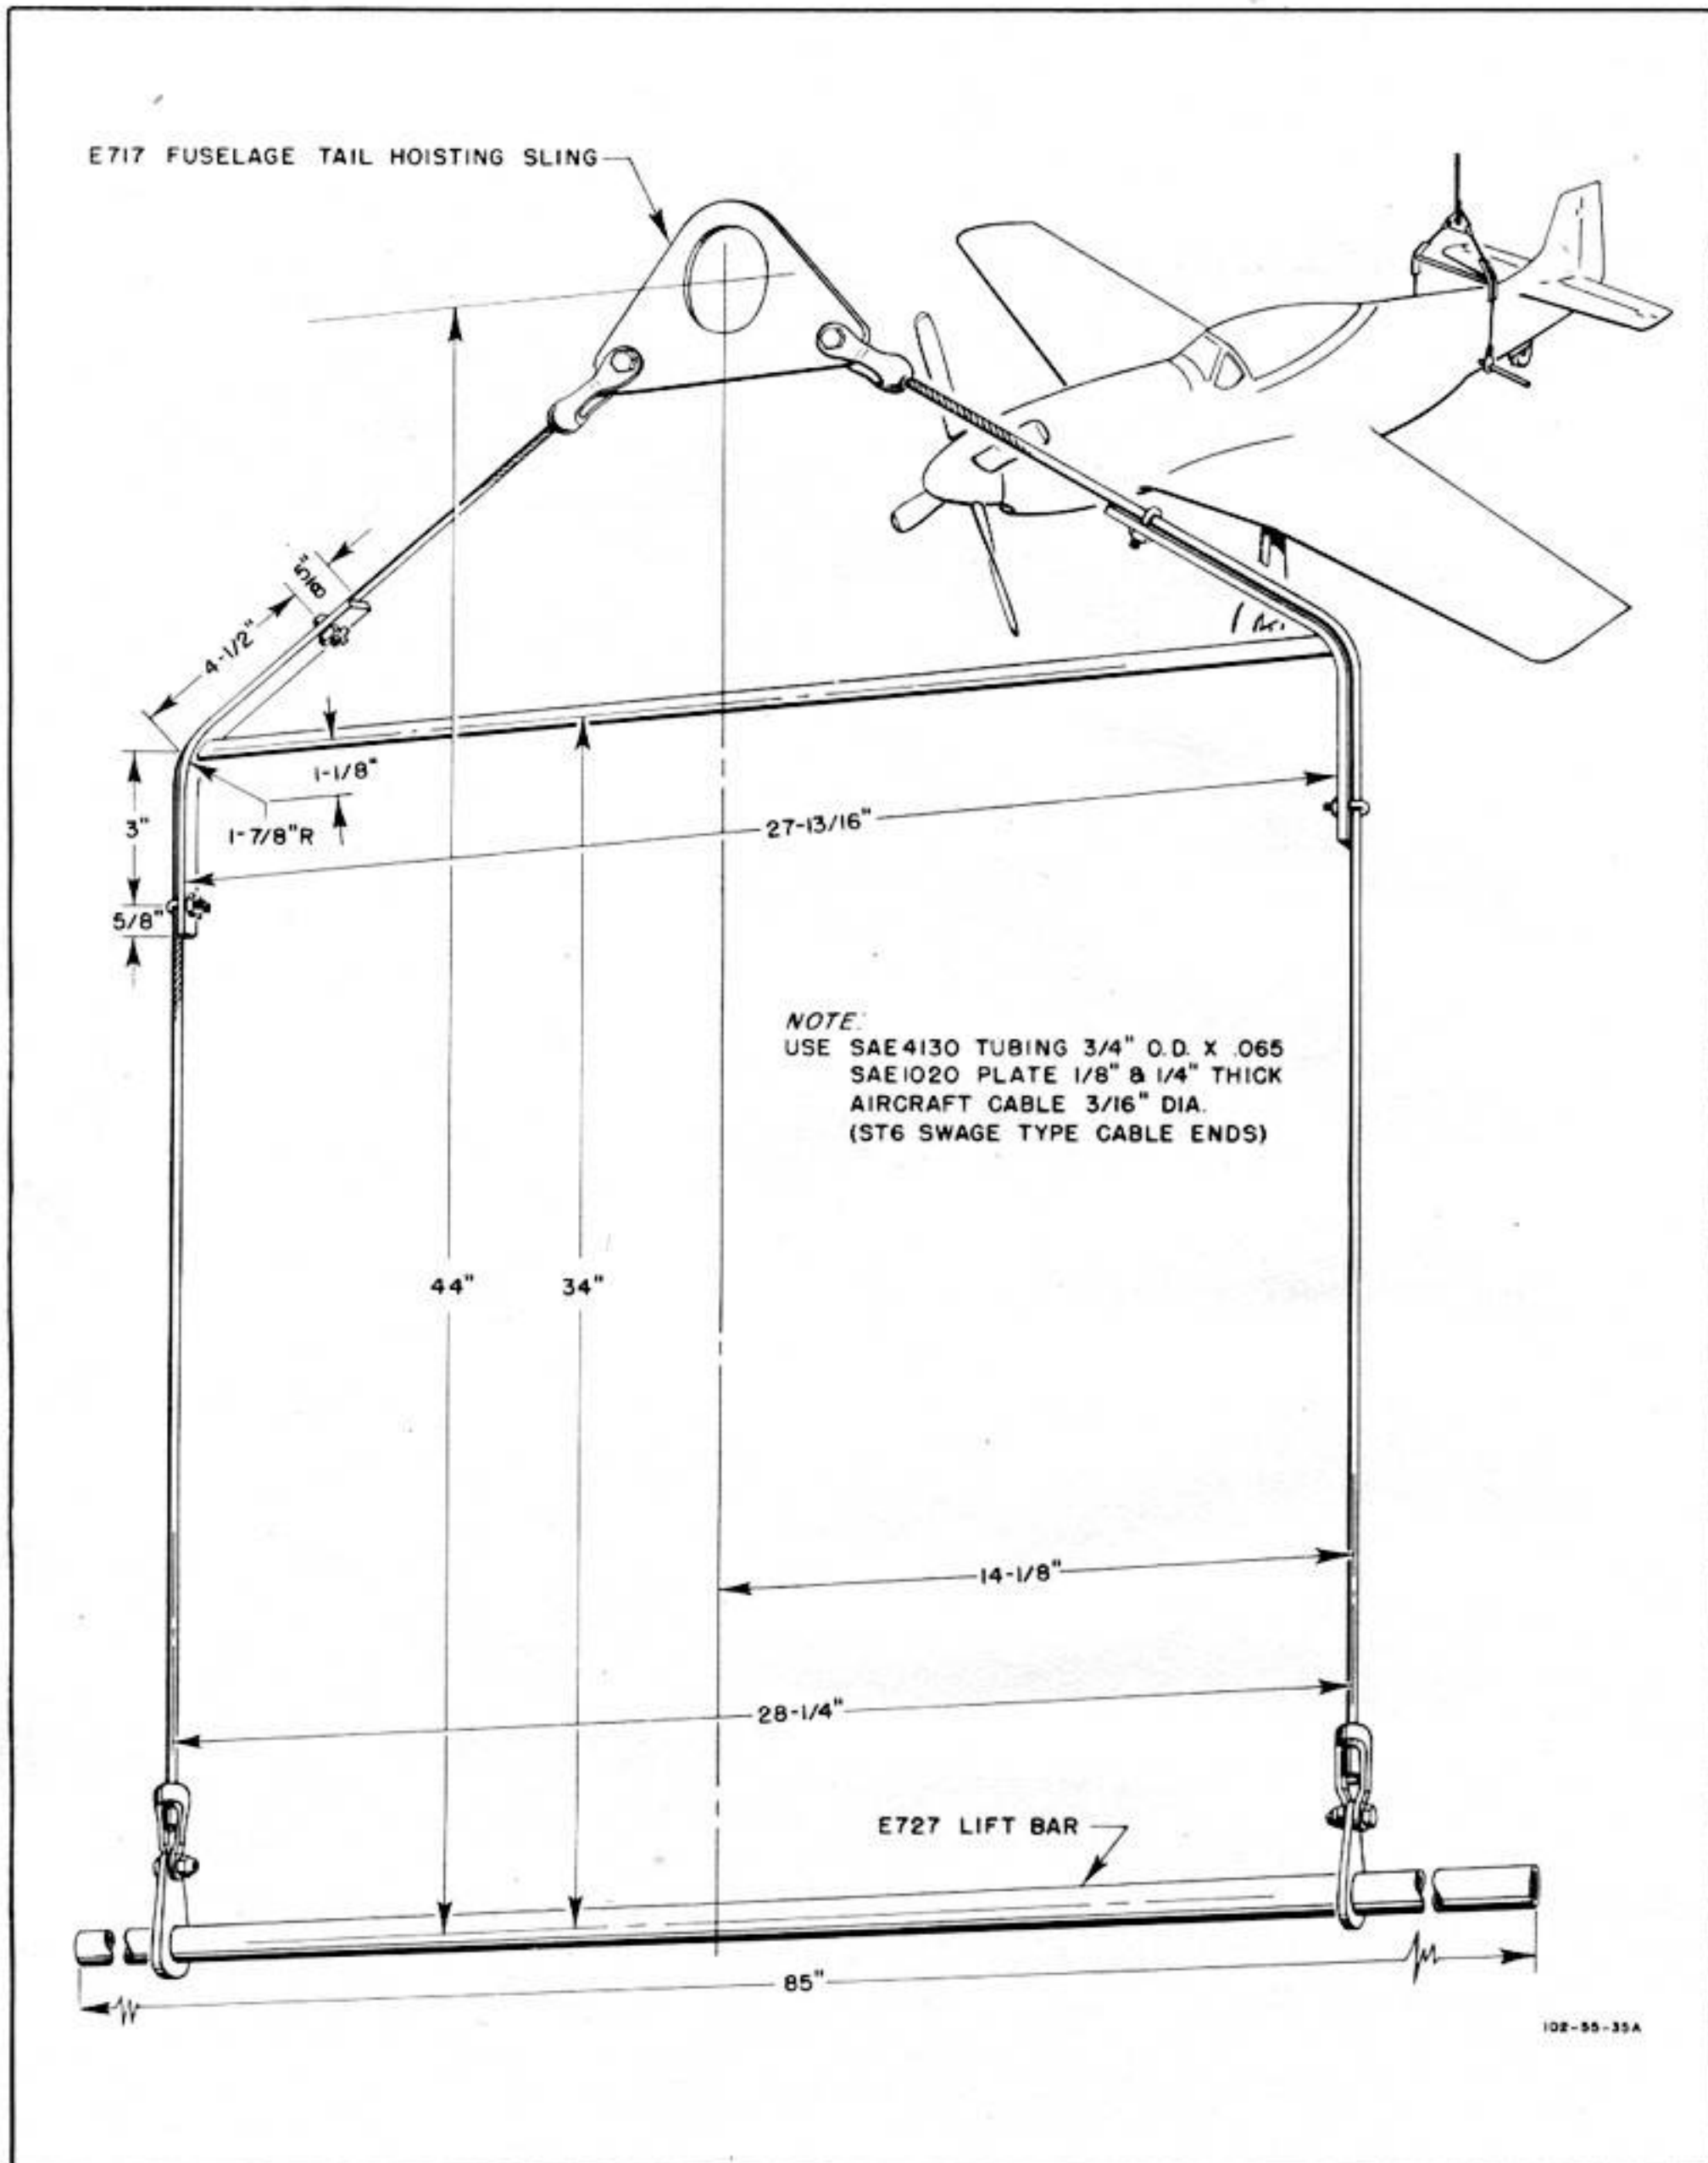 E717 FUSELAGE TAIL HOISTING SLING
5/8"
4-1/2"
1-1/8"
3"
1-7/8"R
27-13/16"
5/8"
NOTE:
USE SAE4130 TUBING 3/4" O.D. X .065
SAE1020 PLATE 1/8" & 1/4" THICK
AIRCRAFT CABLE 3/16" DIA.
(ST6 SWAGE TYPE CABLE ENDS)
44"
34"
14-1/8"
28-1/4"
E727 LIFT BAR
85"
102-55-35A